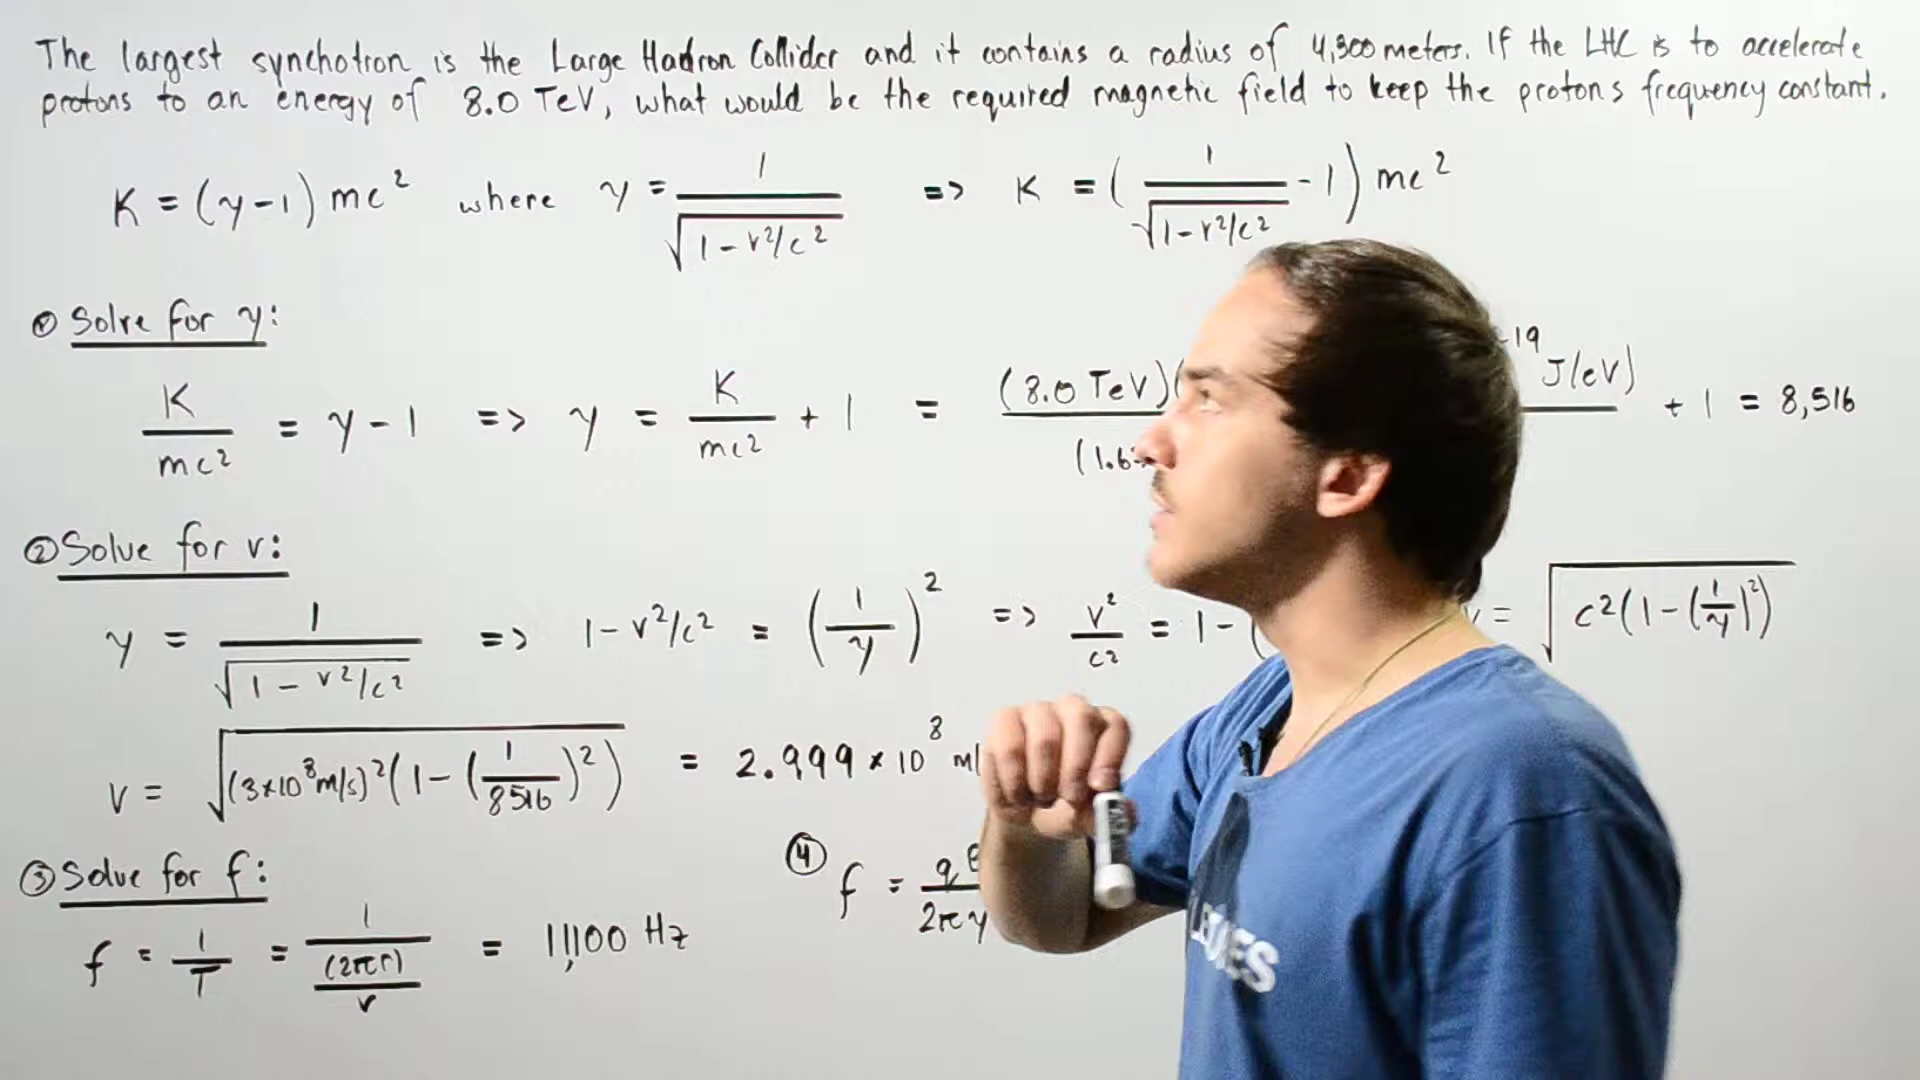 The largest synchotron is the Large Hadron Collider and it contains a radius of 4,300 meters. If the LHC is to accelerate
protons to an energy of 8.0 TeV, what would be the required magnetic field to keep the protons frequency constant.
K = (γ-1) mc² where γ = 1/√(1-v²/c²) => K = (1/√(1-v²/c²) - 1) mc²
① Solve for γ:
K/mc² = γ-1 => γ = K/mc² + 1 = (8.0 TeV)( -19 J/eV) / (1.6 + 1 = 8,516
② Solve for v:
γ = 1/√(1-v²/c²) => 1-v²/c² = (1/γ)² => v²/c² = 1-( v = √(c²(1-(1/γ)²))
v = √((3×10⁸m/s)²(1-(1/8516)²)) = 2.999×10⁸ m/
③ Solve for f:
f = 1/T = 1/((2πr)/v) = 11,100 Hz
④ f = q /2πγ